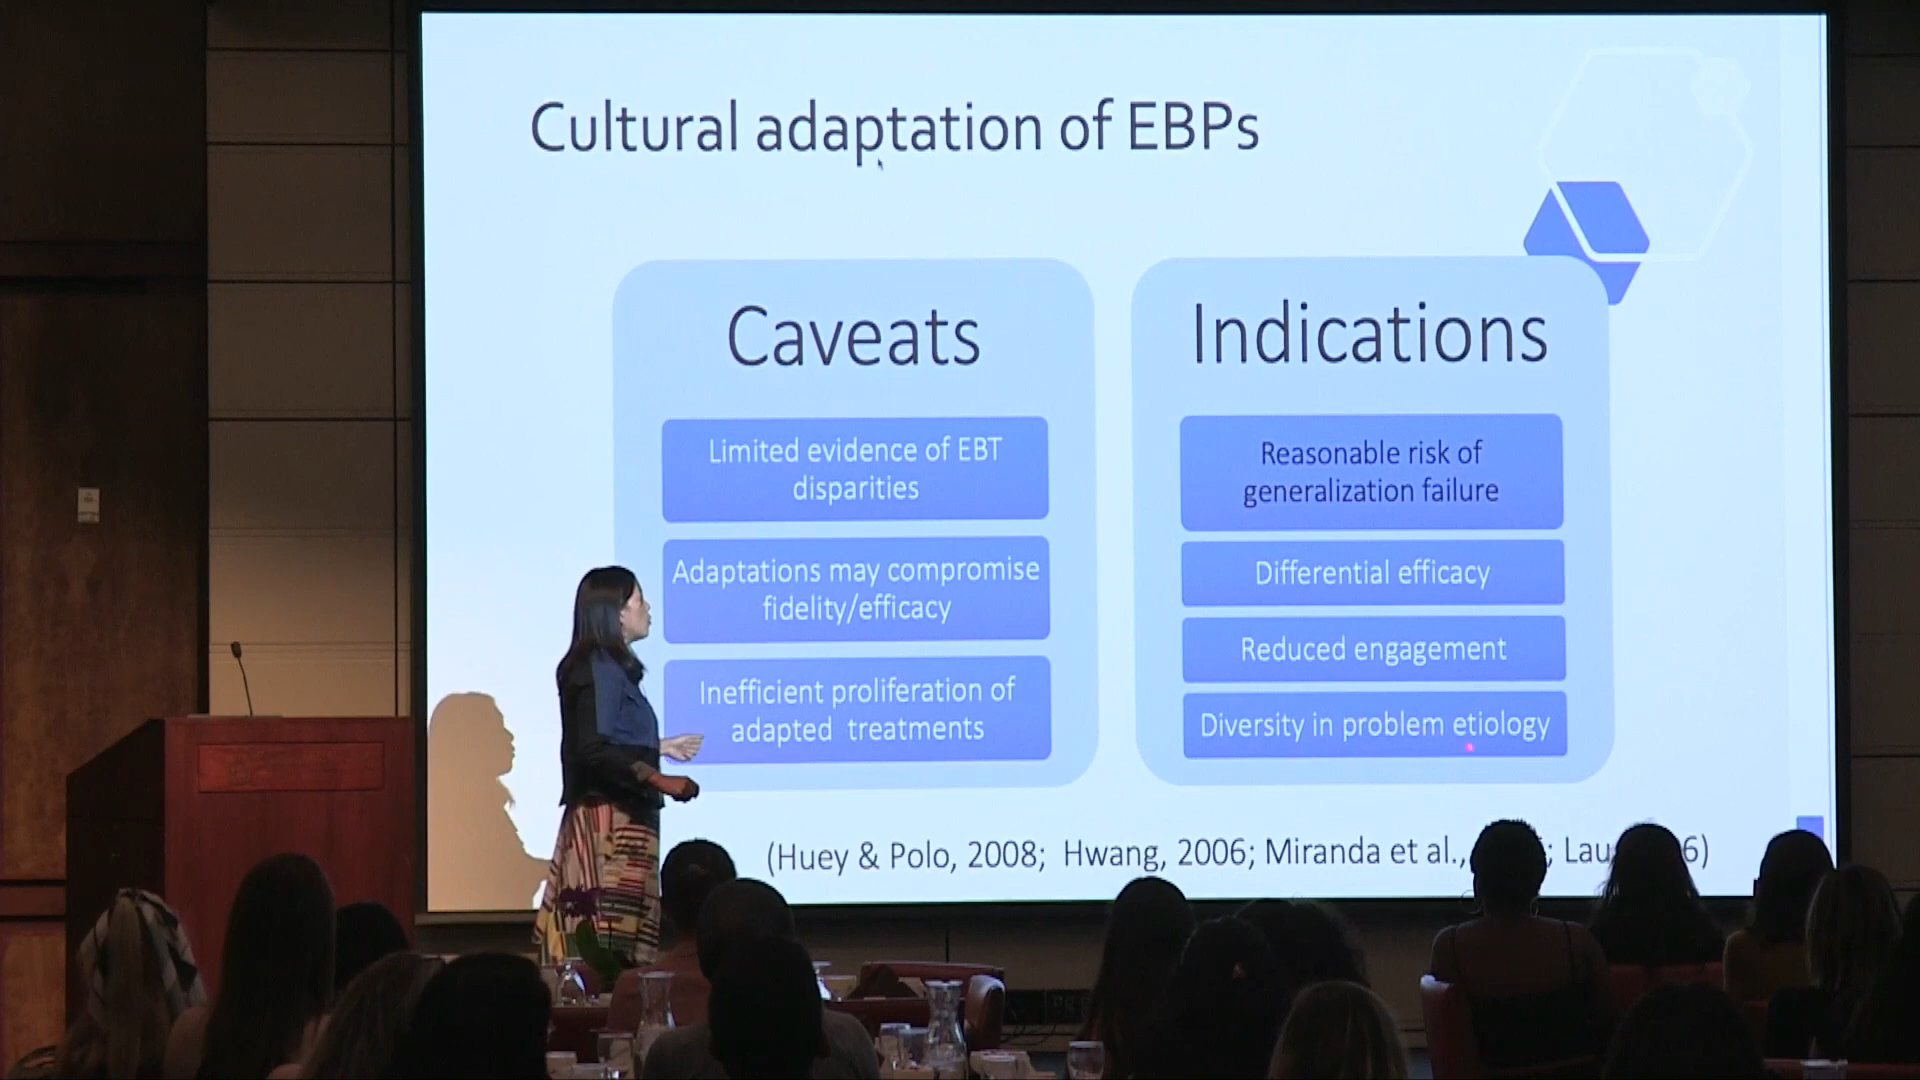 Cultural adaptation of EBPs
Caveats
Limited evidence of EBT
disparities
Adaptations may compromise
fidelity/efficacy
Inefficient proliferation of
adapted treatments
Indications
Reasonable risk of
generalization failure
Differential efficacy
Reduced engagement
Diversity in problem etiology
(Huey & Polo, 2008; Hwang, 2006; Miranda et al., ; Lau 6)